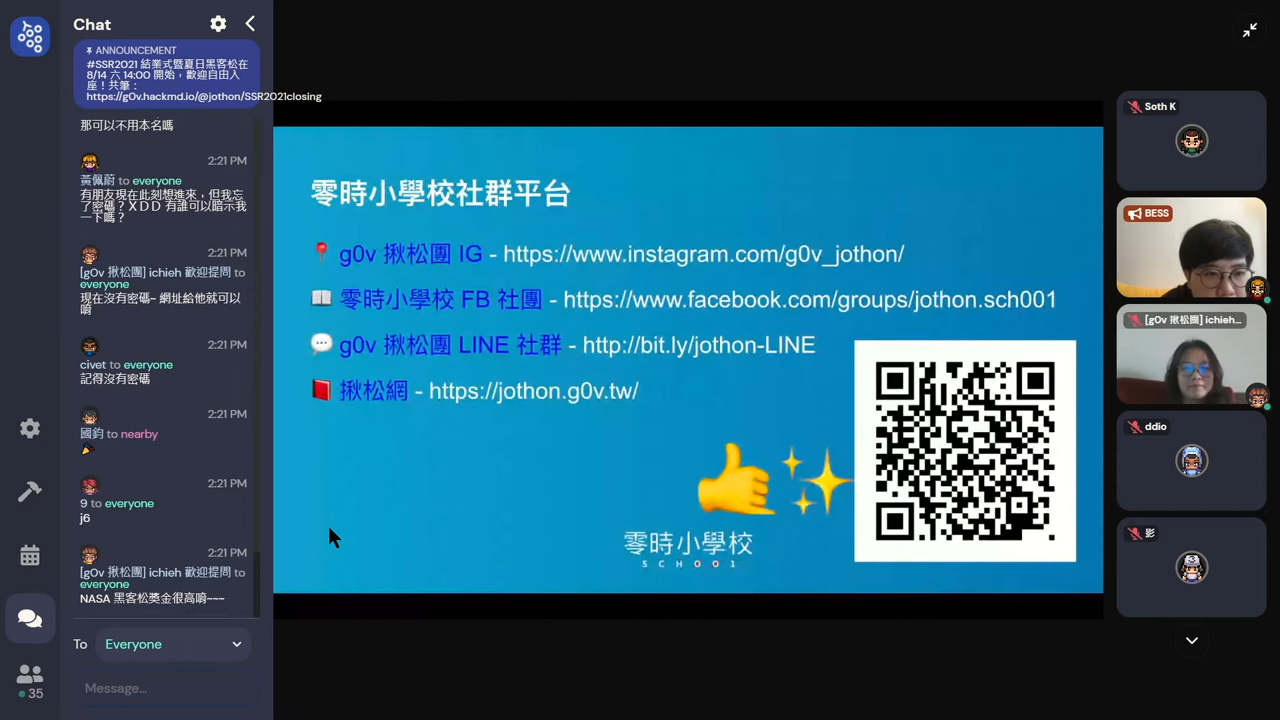 Chat
ANNOUNCEMENT
#SSR2021 結業式暨夏日黑客松在
8/14 六 14:00 開始，歡迎自由入
座！共筆：
https://g0v.hackmd.io/@jothon/SSR2021closing
那可以不用本名嗎
2:21 PM
黃佩蔚 to everyone
有朋友現在此刻想進來，但我忘
了密碼？ＸＤＤ 有誰可以暗示我
一下嗎？
2:21 PM
[g0v 揪松團] ichieh 歡迎提問 to
everyone
現在沒有密碼~ 網址給他就可以
唷
2:21 PM
civet to everyone
記得沒有密碼
2:21 PM
國鈞 to nearby
2:21 PM
9 to everyone
j6
2:21 PM
[g0v 揪松團] ichieh 歡迎提問 to
everyone
NASA 黑客松獎金很高唷~~~
To Everyone
Message...
35
零時小學校社群平台
g0v 揪松團 IG - https://www.instagram.com/g0v_jothon/
零時小學校 FB 社團 - https://www.facebook.com/groups/jothon.sch001
g0v 揪松團 LINE 社群 - http://bit.ly/jothon-LINE
揪松網 - https://jothon.g0v.tw/
零時小學校
SCHOO1
Soth K
BESS
[g0v 揪松團] ichieh...
ddio
影